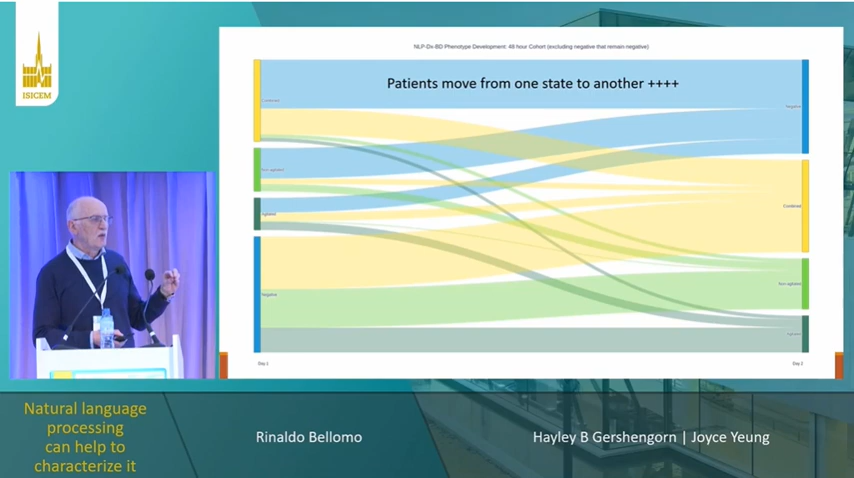 ISICEM
NLP-Dx-BD Phenotype Development: 48 hour Cohort (excluding negative that remain negative)
Patients move from one state to another ++++
Combined
Negative
Non-agitated
Agitated
Combined
Negative
Non-agitated
Agitated
Day 1
Day 2
Natural language
processing
can help to
characterize it
Rinaldo Bellomo
Hayley B Gershengorn | Joyce Yeung